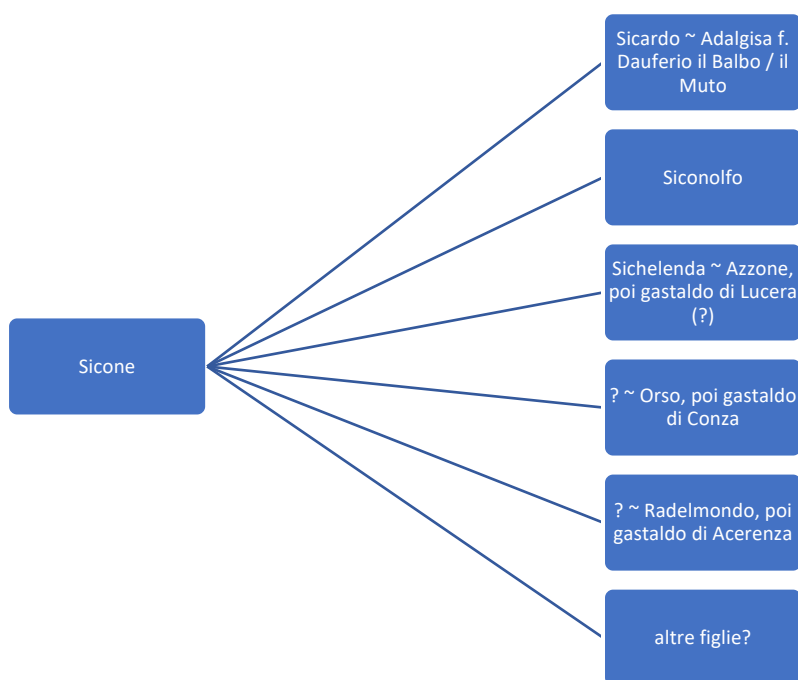 Sicardo ~ Adalgisa f.
Dauferio il Balbo / il
Muto
Siconolfo
Sichelenda ~ Azzone,
poi gastaldo di Lucera
(?)
Sicone
? ~ Orso, poi gastaldo
di Conza
? ~ Radelmondo, poi
gastaldo di Acerenza
altre figlie?